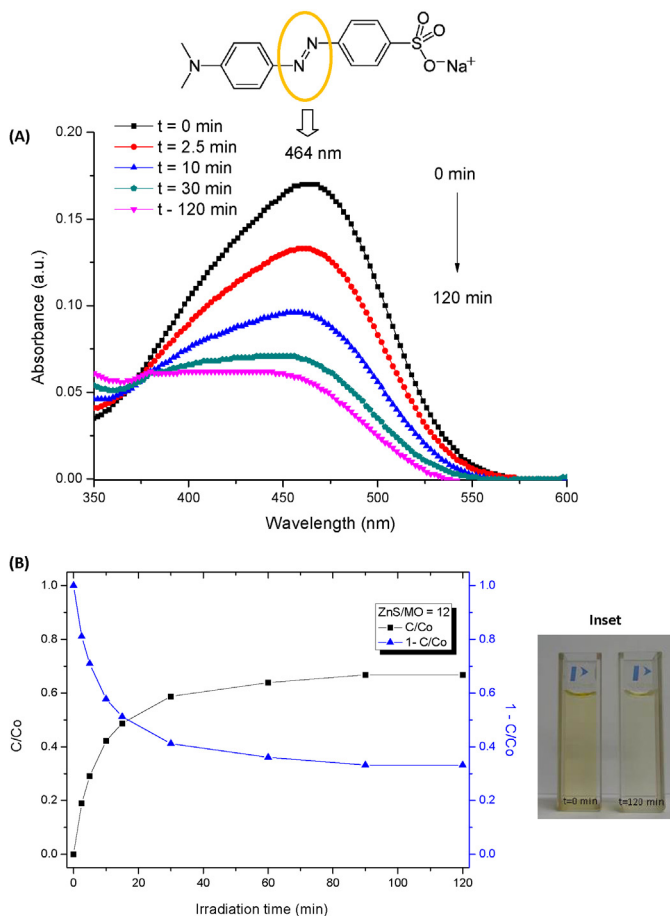 N
N
N
S
O
O
O⁻Na⁺
(A)
464 nm
t = 0 min
t = 2.5 min
t = 10 min
t = 30 min
t - 120 min
0 min
120 min
0.20
0.15
0.10
0.05
0.00
Absorbance (a.u.)
350 400 450 500 550 600
Wavelength (nm)
(B)
1.0
0.8
0.6
0.4
0.2
0.0
C/Co
ZnS/MO = 12
C/Co
1- C/Co
1.0
0.8
0.6
0.4
0.2
0.0
1 - C/Co
0 20 40 60 80 100 120
Irradiation time (min)
Inset
t=0 min t=120 min